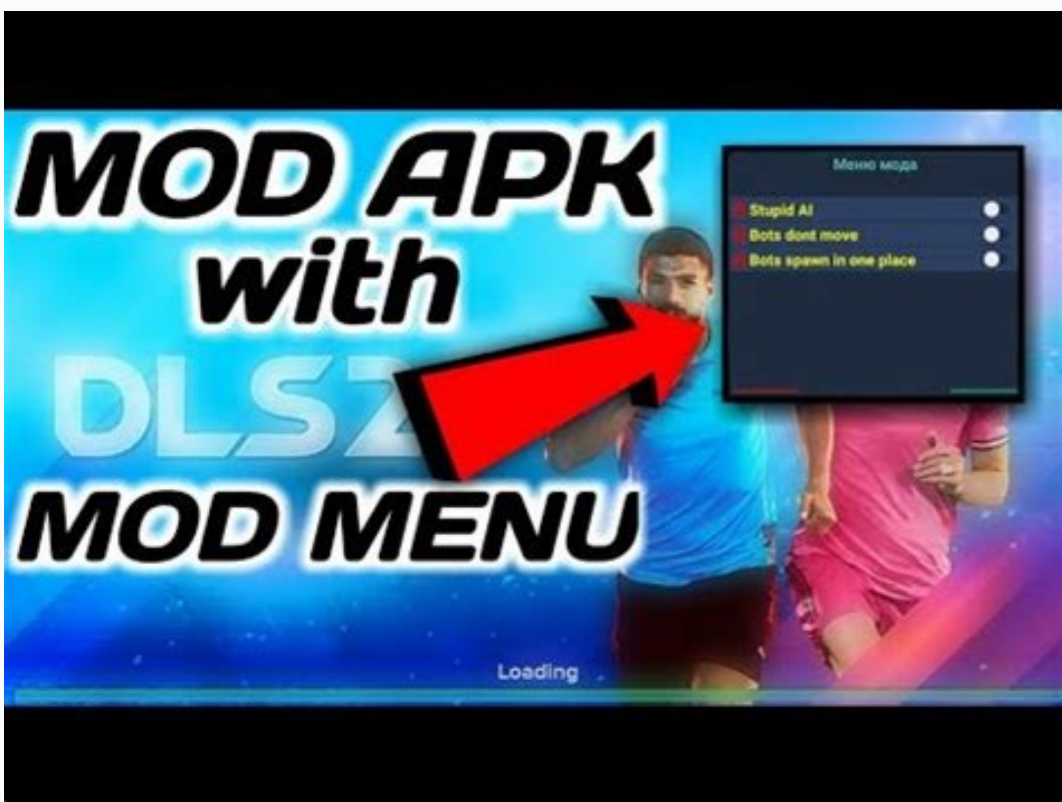 MOD APK
with
DLS2
MOD MENU
Меню мода
Stupid AI
Bots dont move
Bots spawn in one place
Loading